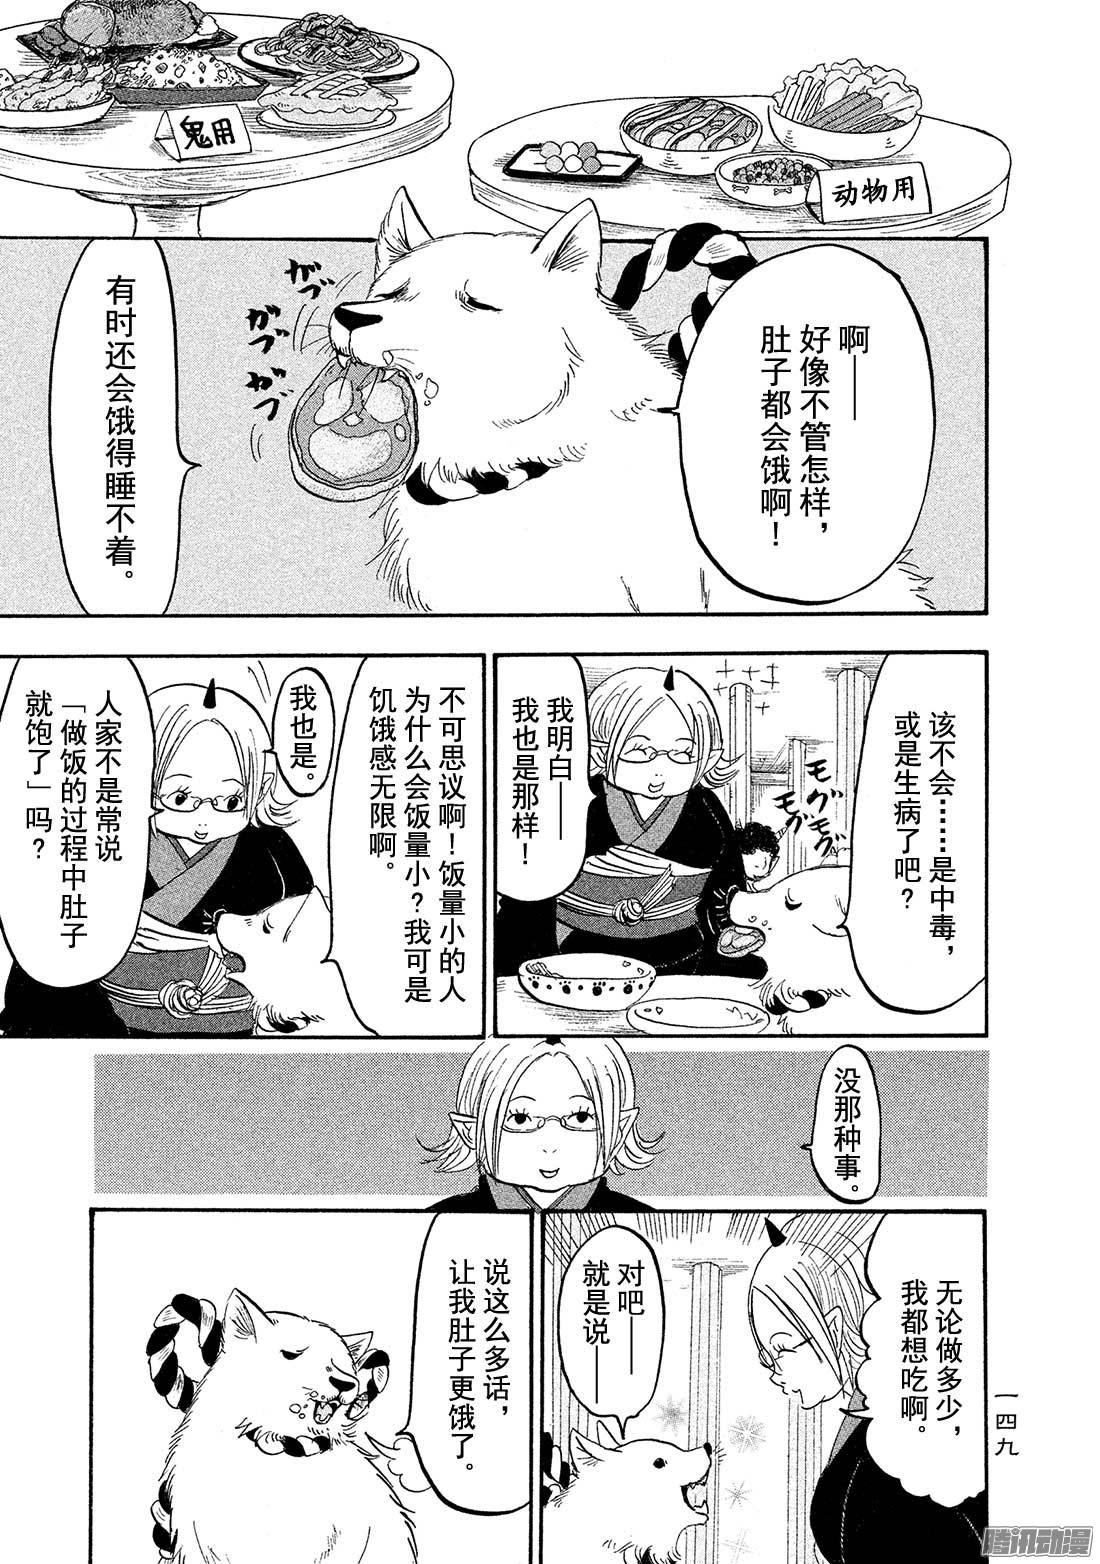 鬼用
动物用
啊——
好像不管怎样，
肚子都会饿啊！
ガブ
ガブ
ガブ
有时还会饿得睡不着。
该不会……是中毒，
或是生病了吧？
モグ
モグ
モグ
我明白——
我也是那样！
不可思议啊！饭量小的人
为什么会饭量小？我可是
饥饿感无限啊。
我也是。
人家不是常说
「做饭的过程中肚子
就饱了」吗？
没那种事。
无论做多少，
我都想吃啊。
对吧——
就是说——
说这么多话，
让我肚子更饿了。
一四九
腾讯动漫